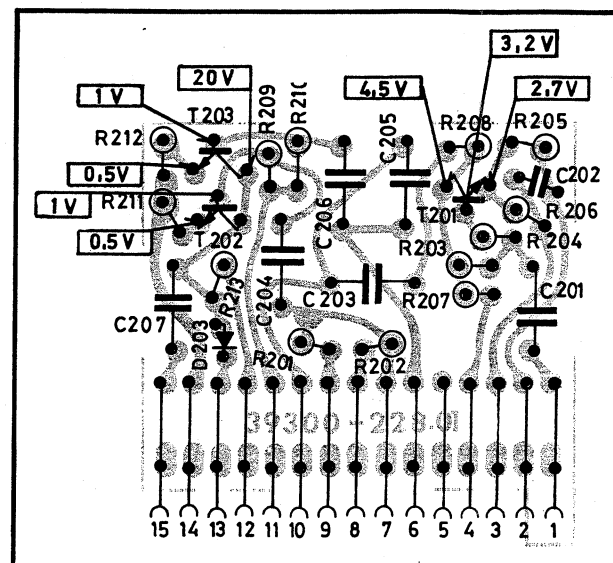 3,2V
20V
4,5V
2,7V
1V
T203
R209
R210
C205
R208
R205
R212
0,5V
C202
1V
R211
T201
R206
0.5V
T202
C206
R203
R204
R213
C204
C203
R207
C201
C207
D203
R201
R202
39300-228.01
15 14 13 12 11 10 9 8 7 6 5 4 3 2 1